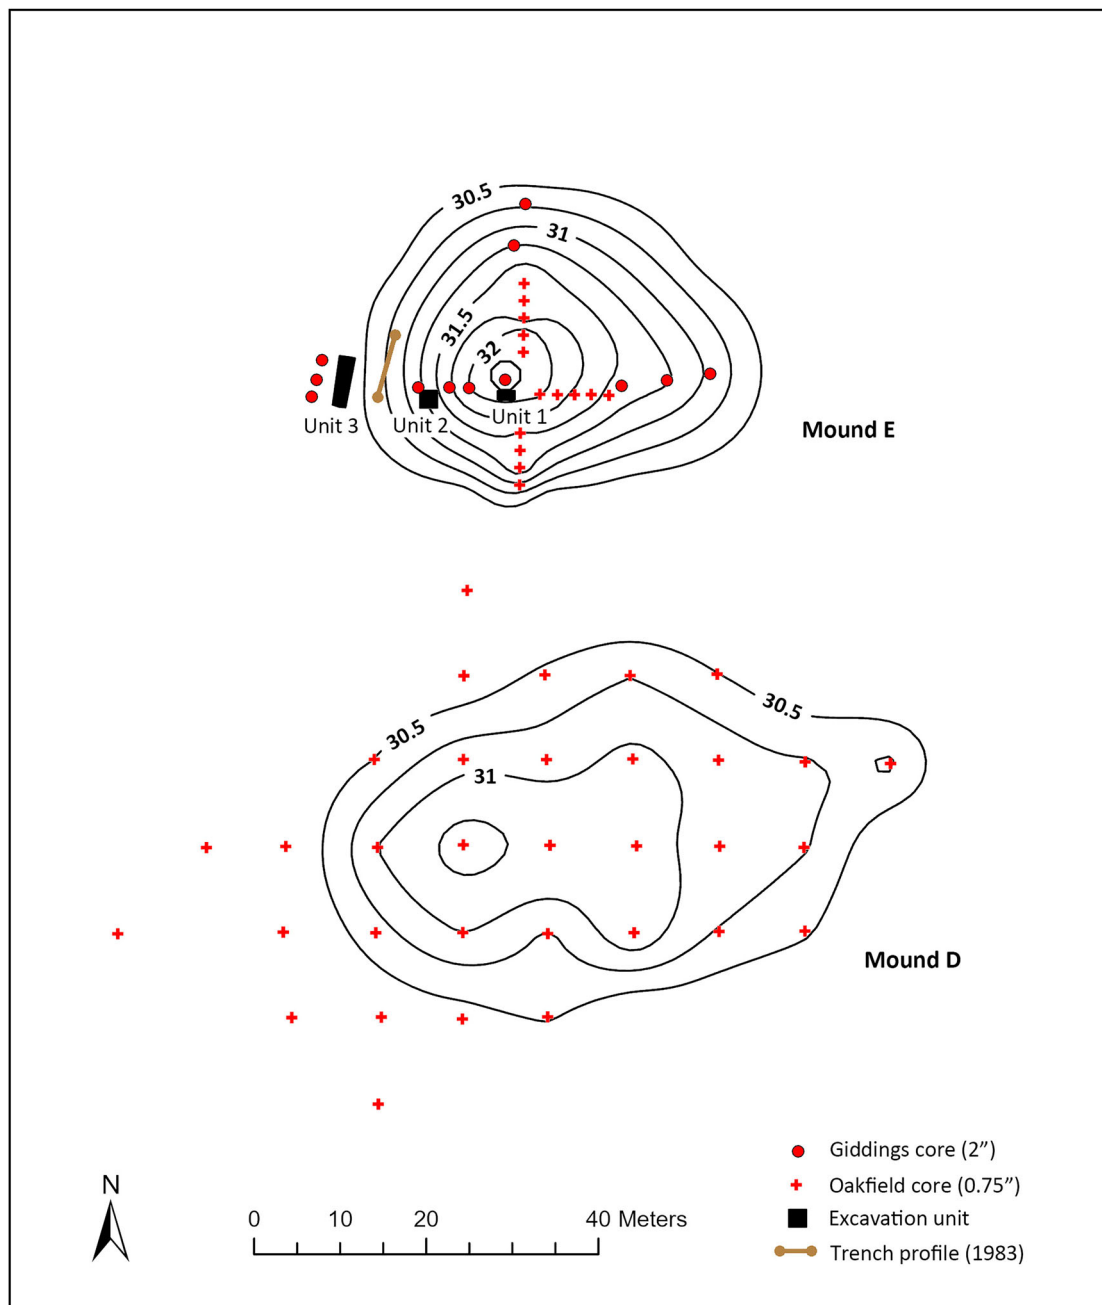 30.5
31
31.5
32
Unit 1
Unit 3
Unit 2
Mound E
30.5
30.5
31
Mound D
N
0 10 20 40 Meters
Giddings core (2”)
Oakfield core (0.75”)
Excavation unit
Trench profile (1983)